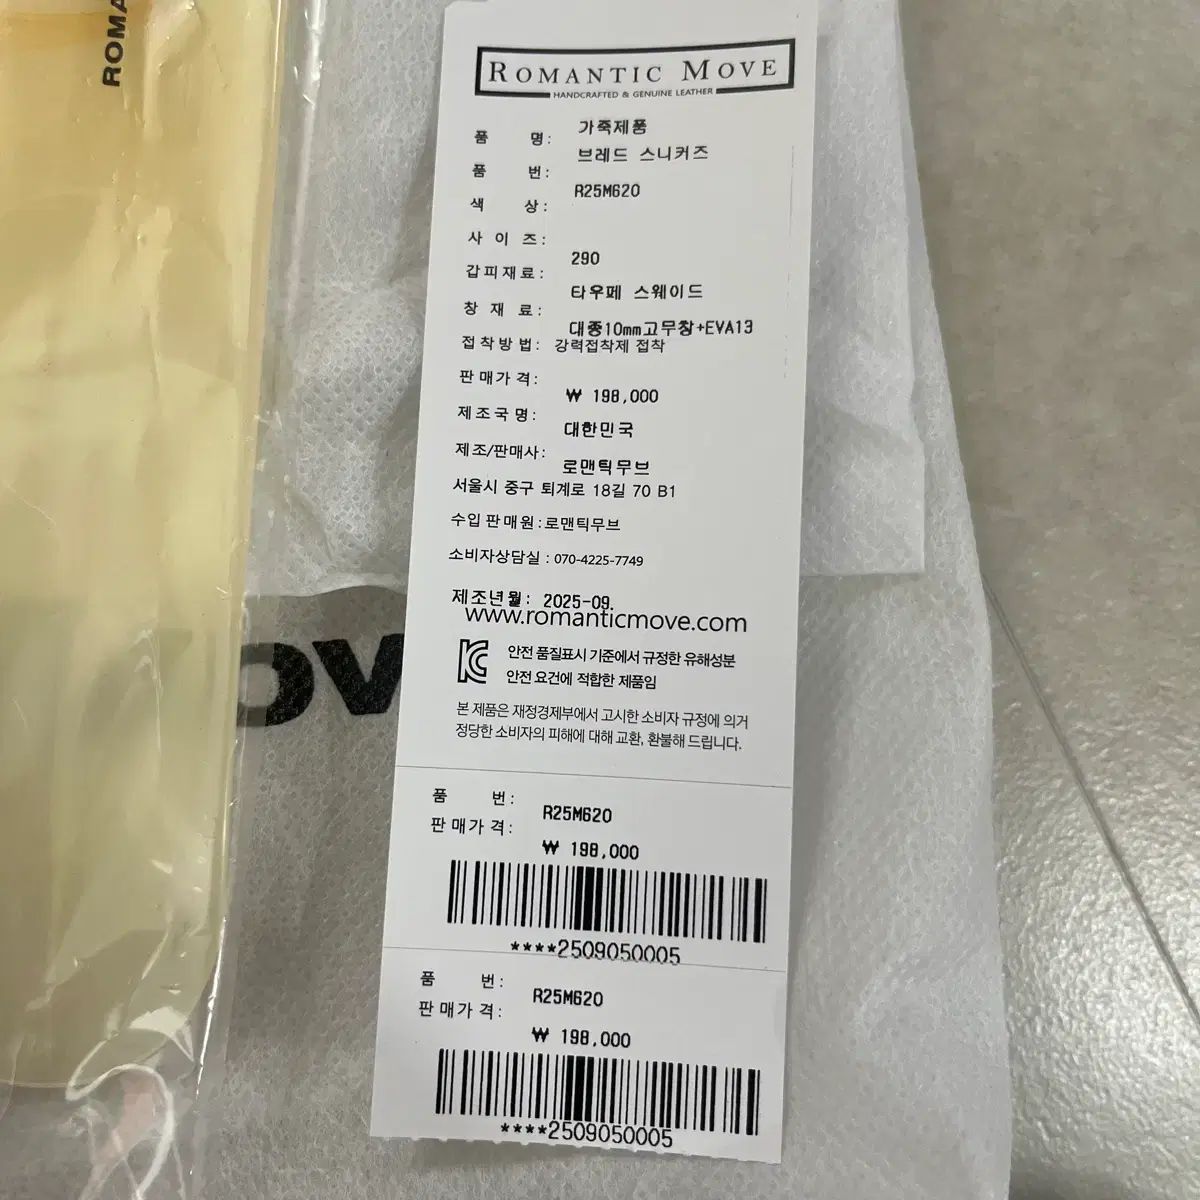 ROMA
ROMANTIC MOVE
HANDCRAFTED & GENUINE LEATHER
품 명: 가죽제품
브레드 스니커즈
품 번:
R25M620
색 상:
사 이 즈:
290
갑피재료:
타우페 스웨이드
창 재 료:
대종10mm고무창+EVA13
접착방법: 강력접착제 접착
판매가격:
₩ 198,000
제조국명:
대한민국
제조/판매사:
로맨틱무브
서울시 중구 퇴계로 18길 70 B1
수입 판매원 : 로맨틱무브
소비자상담실 : 070-4225-7749
제조년월: 2025-09.
www.romanticmove.com
KC 안전 품질표시 기준에서 규정한 유해성분
안전 요건에 적합한 제품임
본 제품은 재정경제부에서 고시한 소비자 규정에 의거
정당한 소비자의 피해에 대해 교환, 환불해 드립니다.
OV
품 번: R25M620
판매가격:
₩ 198,000
****2509050005
품 번: R25M620
판매가격:
₩ 198,000
****2509050005